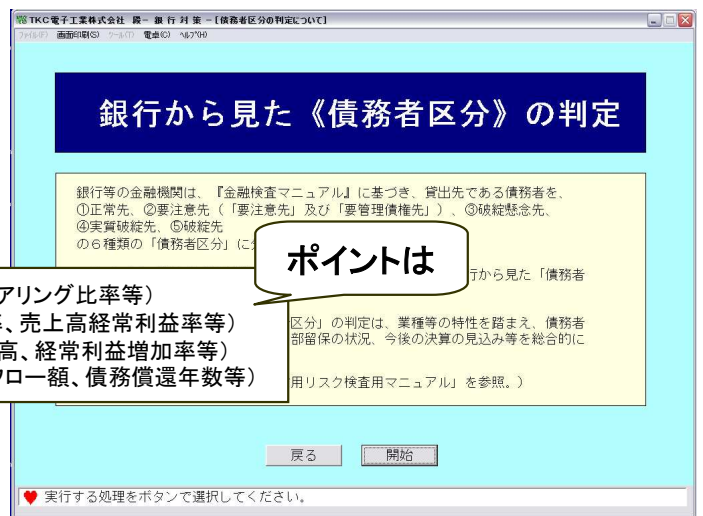 TKC電子工業株式会社 殿－ 銀 行 対 策 －[債務者区分の判定について]
ファイル(F) 画面印刷(S) ツール(T) 電卓(C) ヘルプ(H)
銀行から見た《債務者区分》の判定
銀行等の金融機関は、『金融検査マニュアル』に基づき、貸出先である債務者を、
①正常先、②要注意先（「要注意先」及び「要管理債権先」）、③破綻懸念先、
④実質破綻先、⑤破綻先
の６種類の「債務者区分」に
ポイントは
行から見た「債務者
アリング比率等）
、売上高経常利益率等）
高、経常利益増加率等）
フロー額、債務償還年数等）
区分」の判定は、業種等の特性を踏まえ、債務者
部留保の状況、今後の決算の見込み等を総合的に
用リスク検査用マニュアル」を参照。）
戻る 開始
実行する処理をボタンで選択してください。